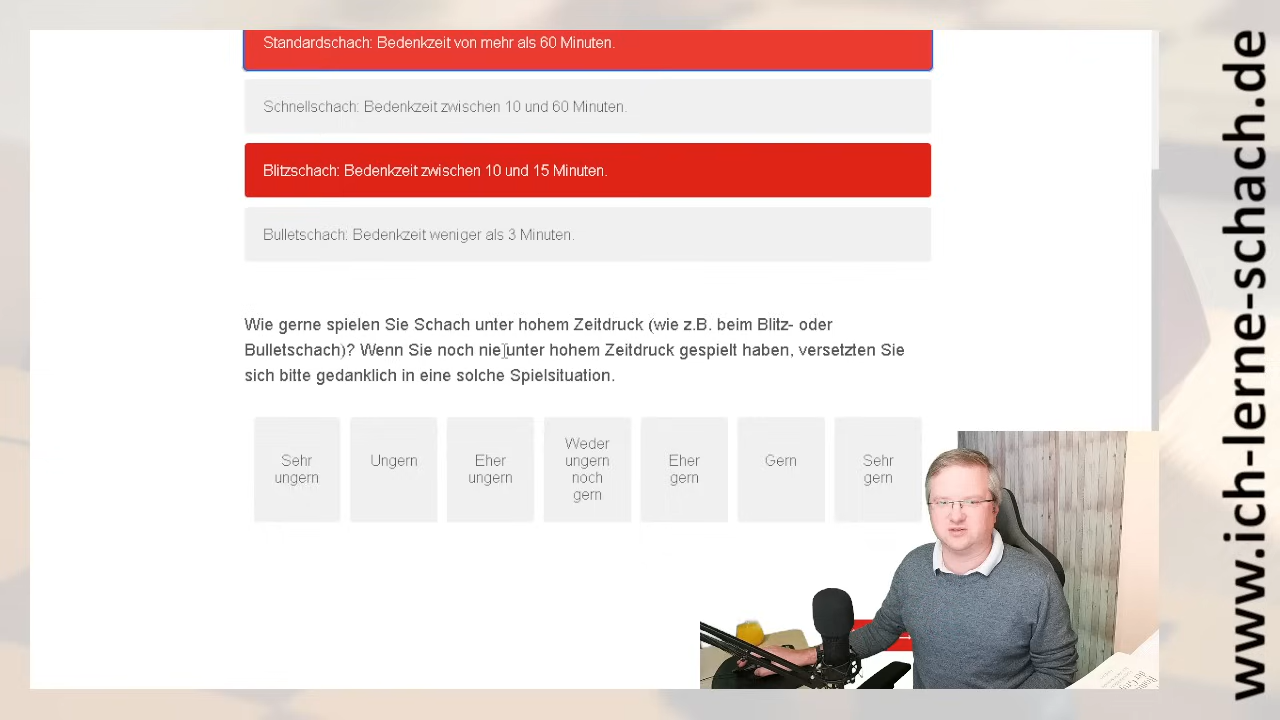 Standardschach: Bedenkzeit von mehr als 60 Minuten.
Schnellschach: Bedenkzeit zwischen 10 und 60 Minuten.
Blitzschach: Bedenkzeit zwischen 10 und 15 Minuten.
Bulletschach: Bedenkzeit weniger als 3 Minuten.
Wie gerne spielen Sie Schach unter hohem Zeitdruck (wie z.B. beim Blitz- oder
Bulletschach)? Wenn Sie noch nie unter hohem Zeitdruck gespielt haben, versetzten Sie
sich bitte gedanklich in eine solche Spielsituation.
Sehr
ungern
Ungern
Eher
ungern
Weder
ungern
noch
gern
Eher
gern
Gern
Sehr
gern
www.ich-lerne-schach.de